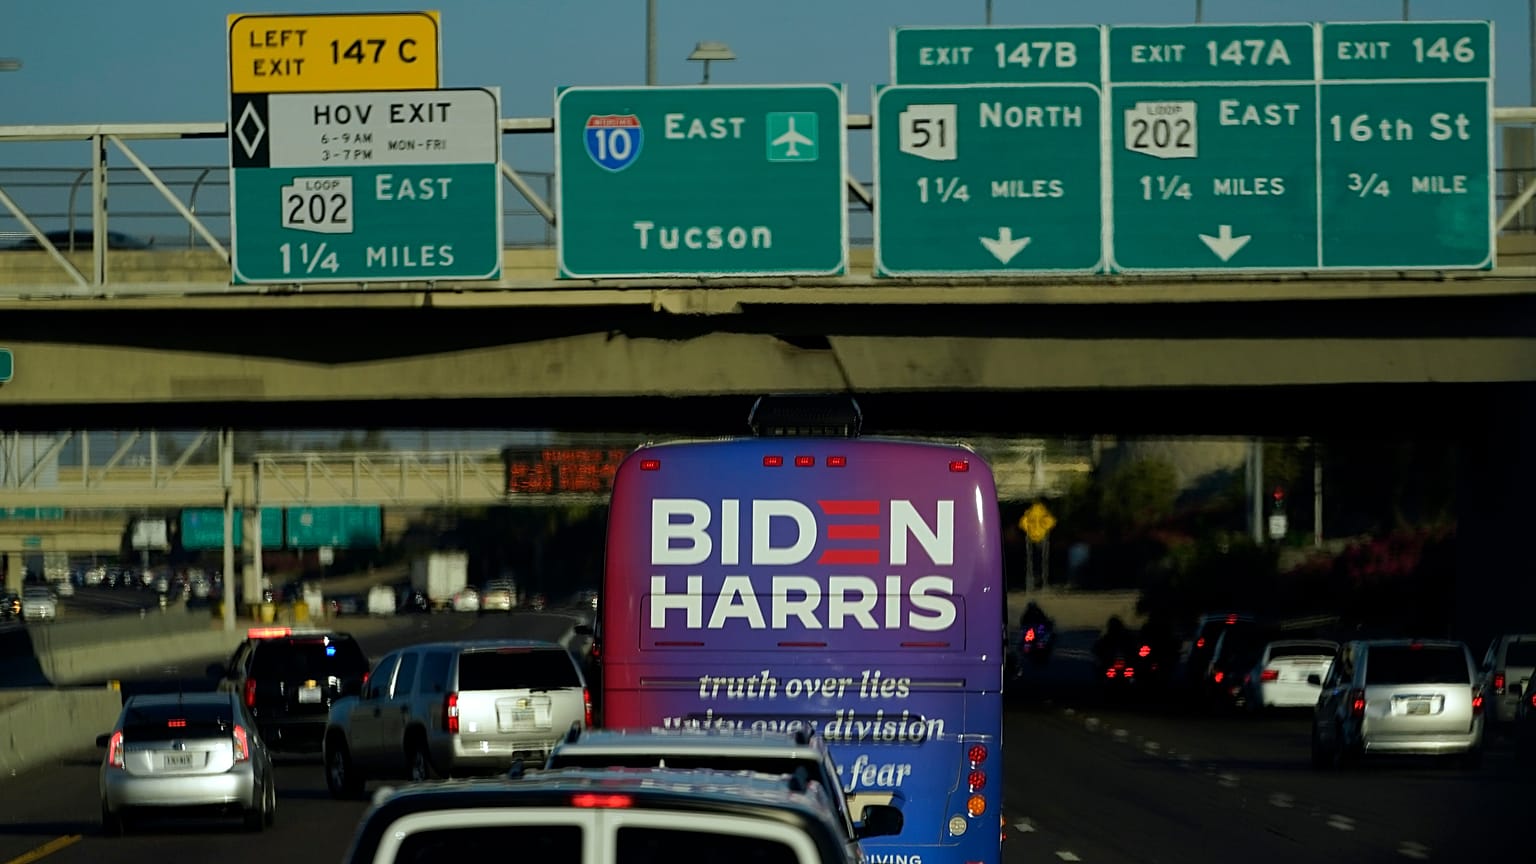 LEFT
EXIT
147 C
HOV EXIT
6-9 AM
3-7 PM
MON-FRI
LOOP
202
EAST
1 1/4 MILES
INTERSTATE
10
EAST
Tucson
EXIT 147B
51
NORTH
1 1/4 MILES
EXIT 147A
LOOP
202
EAST
1 1/4 MILES
EXIT 146
16th St
3/4 MILE
BIDEN
HARRIS
truth over lies
unity over division
fear